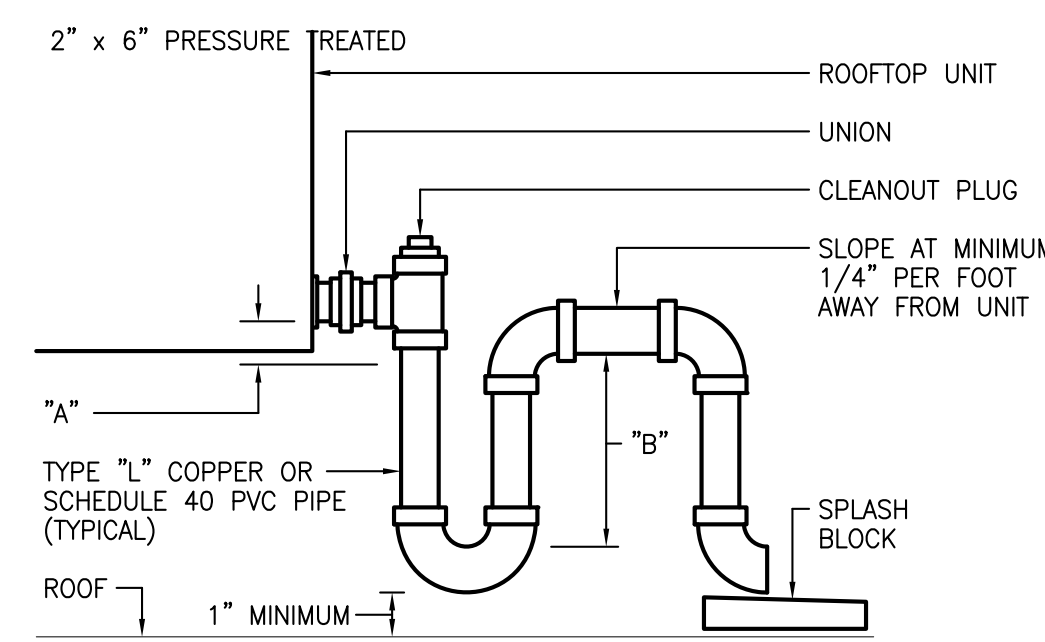 2” x 6” PRESSURE TREATED
ROOFTOP UNIT
UNION
CLEANOUT PLUG
SLOPE AT MINIMUM
1/4” PER FOOT
AWAY FROM UNIT
”A”
”B”
TYPE ”L” COPPER OR
SCHEDULE 40 PVC PIPE
(TYPICAL)
SPLASH
BLOCK
ROOF
1” MINIMUM